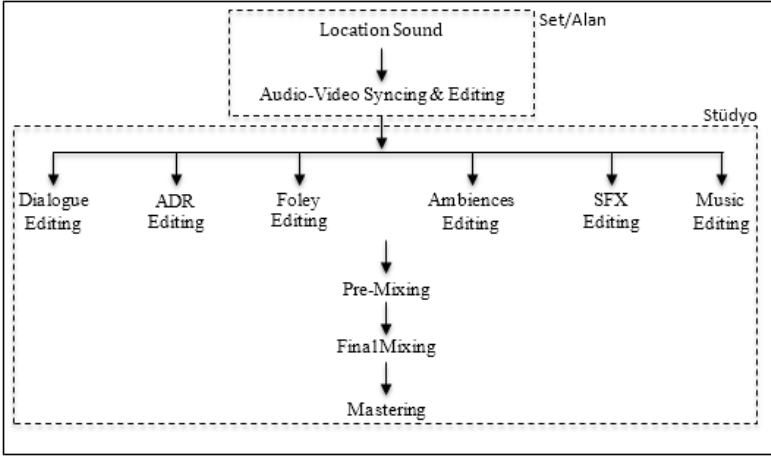 Location Sound
Set/Alan
Audio-Video Syncing & Editing
Stüdyo
Dialogue Editing
ADR Editing
Foley Editing
Ambiences Editing
SFX Editing
Music Editing
Pre-Mixing
Final Mixing
Mastering